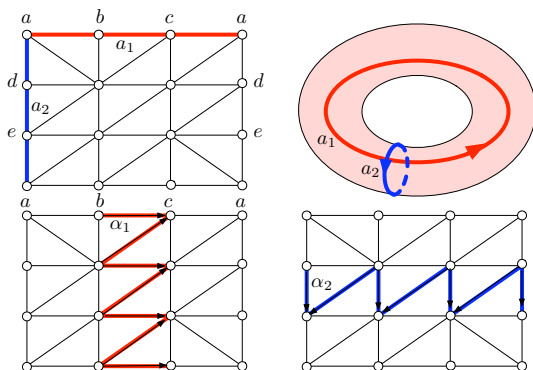 a b c a
a₁
d d
a₂
e e
a₁
a₂
a b c a
α₁
α₂